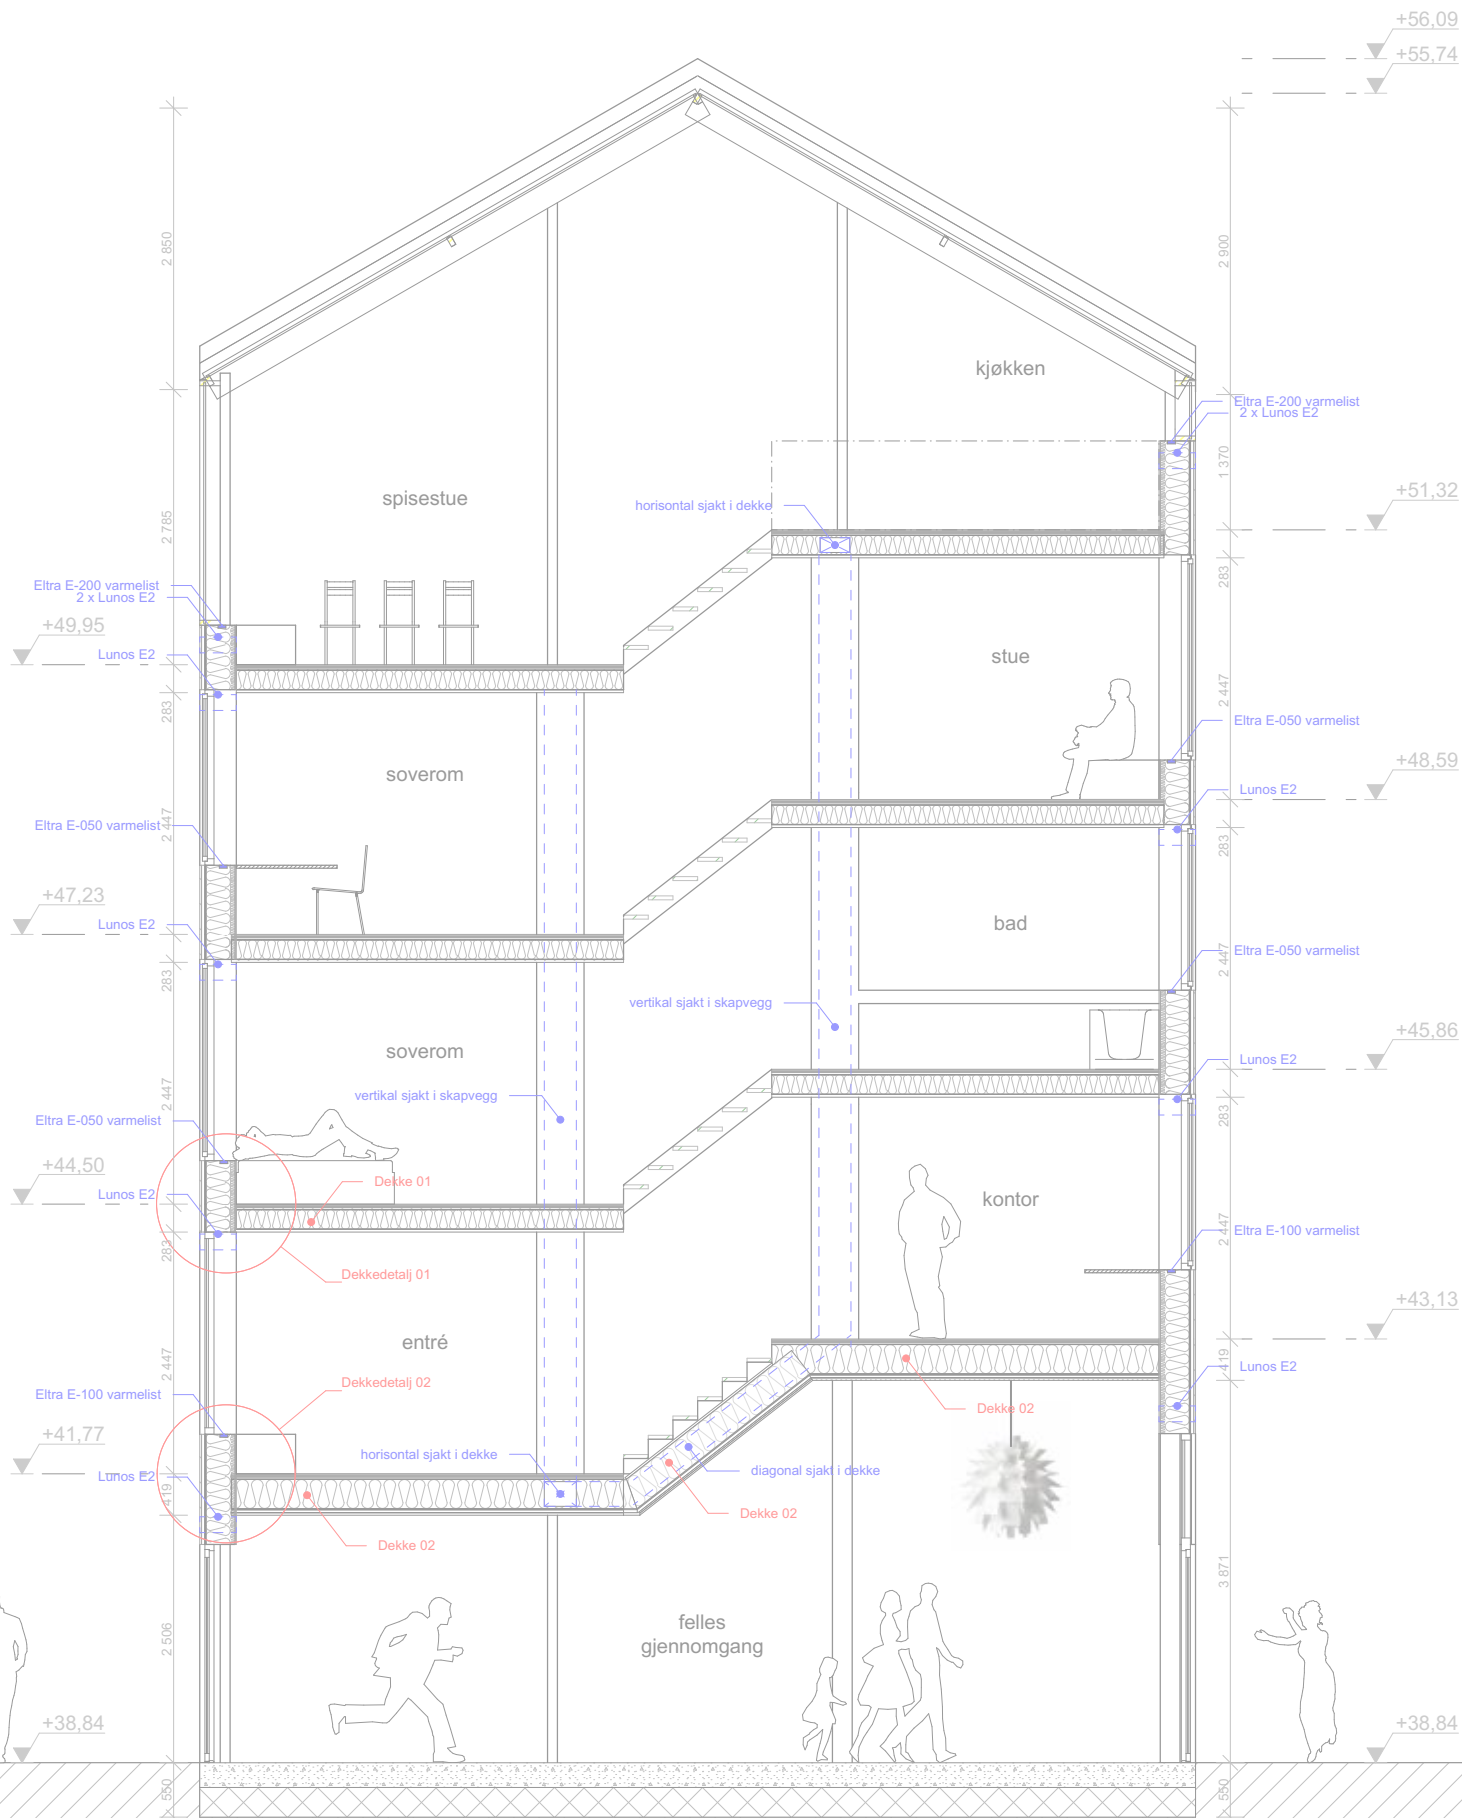 +56,09
+55,74
2 850
2 900
kjøkken
Eltra E-200 varmelist
2 x Lunos E2
1 370
spisestue
horisontal sjakt i dekke
+51,32
2 785
283
Eltra E-200 varmelist
2 x Lunos E2
+49,95
Lunos E2
stue
2 447
283
Eltra E-050 varmelist
soverom
+48,59
Lunos E2
Eltra E-050 varmelist
2 447
283
+47,23
Lunos E2
bad
2 447
Eltra E-050 varmelist
283
vertikal sjakt i skapvegg
+45,86
soverom
Lunos E2
2 447
vertikal sjakt i skapvegg
283
Eltra E-050 varmelist
+44,50
Dekke 01
Lunos E2
kontor
2 447
Eltra E-100 varmelist
283
Dekkedetalj 01
+43,13
entré
419
Lunos E2
2 447
Dekkedetalj 02
Eltra E-100 varmelist
Dekke 02
+41,77
horisontal sjakt i dekke
diagonal sjakt i dekke
Lunos E2
419
Dekke 02
Dekke 02
3 871
felles
gjennomgang
2 506
+38,84
+38,84
550
550